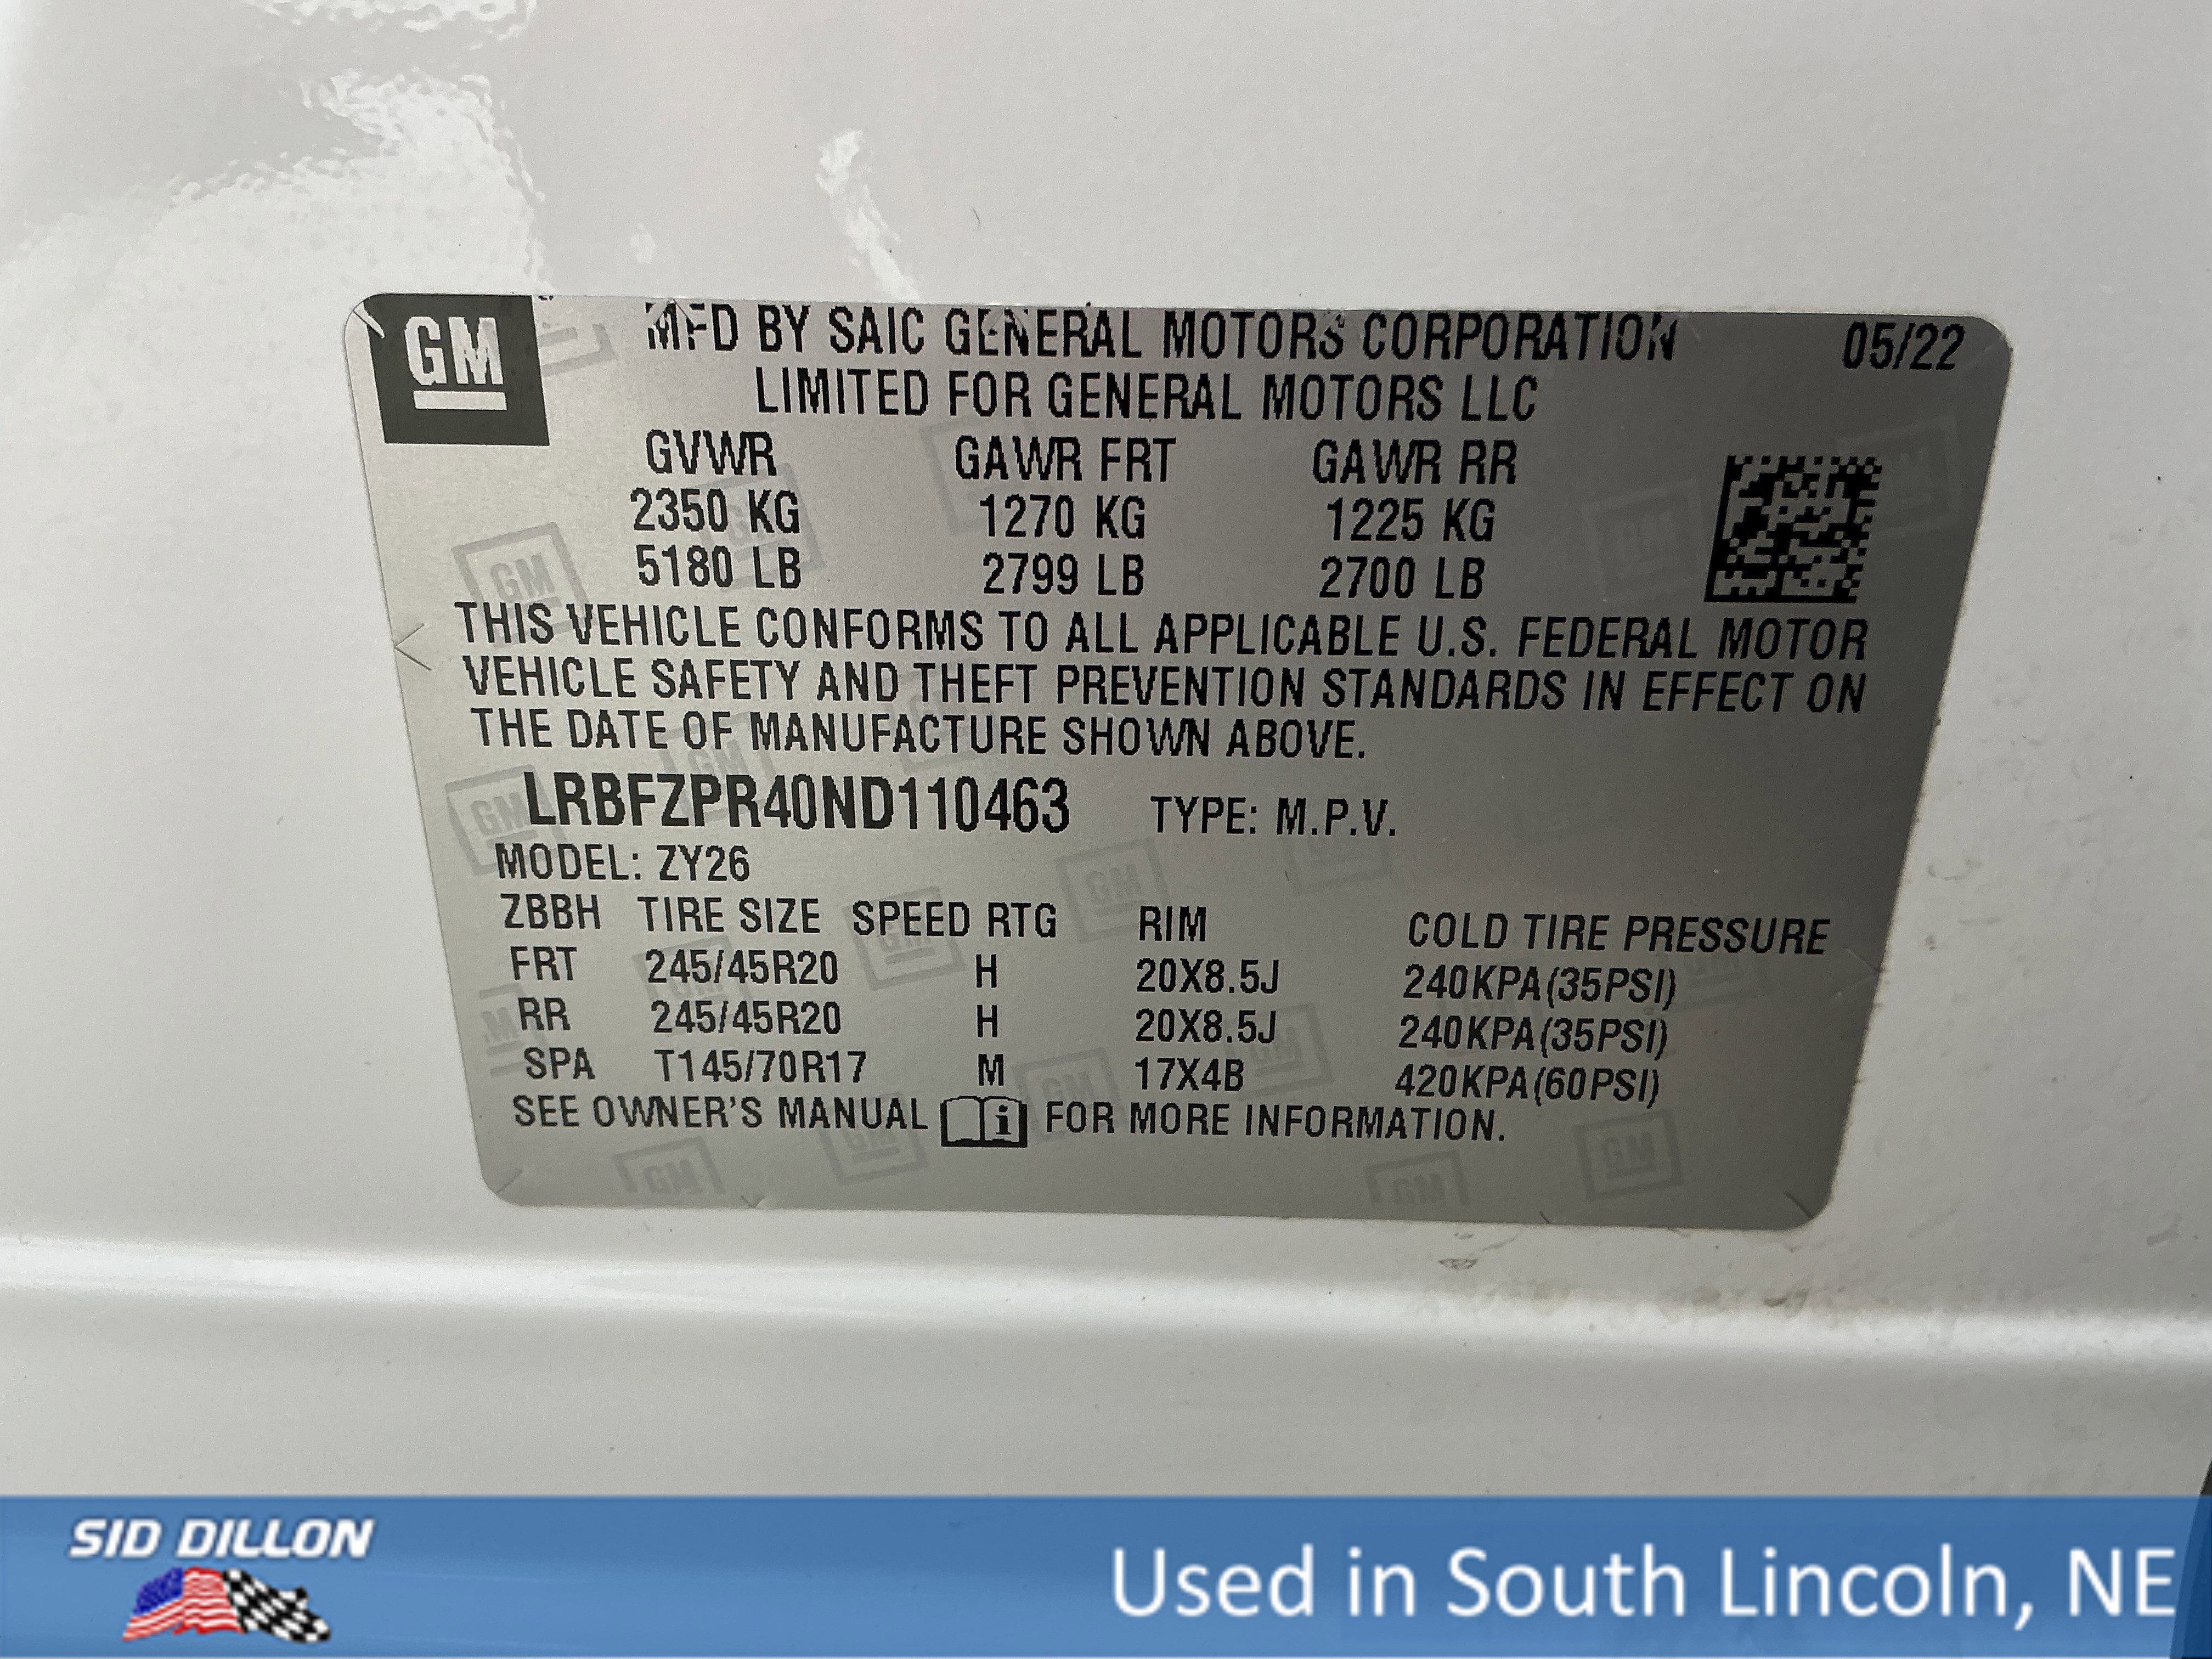 GM
MFD BY SAIC GENERAL MOTORS CORPORATION 05/22
LIMITED FOR GENERAL MOTORS LLC
GVWR GAWR FRT GAWR RR
2350 KG 1270 KG 1225 KG
5180 LB 2799 LB 2700 LB
THIS VEHICLE CONFORMS TO ALL APPLICABLE U.S. FEDERAL MOTOR
VEHICLE SAFETY AND THEFT PREVENTION STANDARDS IN EFFECT ON
THE DATE OF MANUFACTURE SHOWN ABOVE.
LRBFZPR40ND110463 TYPE: M.P.V.
MODEL: ZY26
ZBBH TIRE SIZE SPEED RTG RIM COLD TIRE PRESSURE
FRT 245/45R20 H 20X8.5J 240KPA(35PSI)
RR 245/45R20 H 20X8.5J 240KPA(35PSI)
SPA T145/70R17 M 17X4B 420KPA(60PSI)
SEE OWNER'S MANUAL i FOR MORE INFORMATION.
SID DILLON
Used in South Lincoln, NE